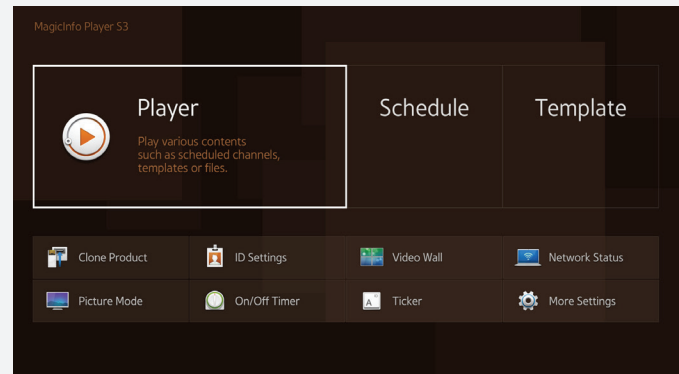 MagicInfo Player S3
Player
Play various contents
such as scheduled channels,
templates or files.
Schedule
Template
Clone Product
ID Settings
Video Wall
Network Status
Picture Mode
On/Off Timer
A
Ticker
More Settings